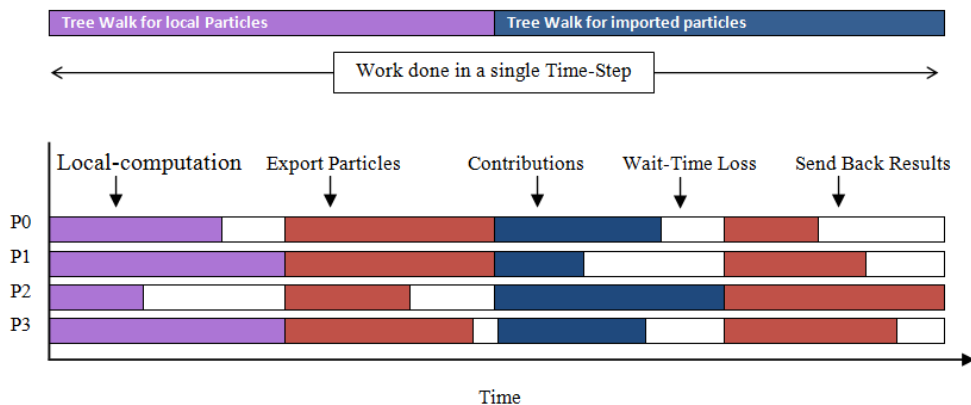 Tree Walk for local Particles
Tree Walk for imported particles
Work done in a single Time-Step
Local-computation
Export Particles
Contributions
Wait-Time Loss
Send Back Results
P0
P1
P2
P3
Time